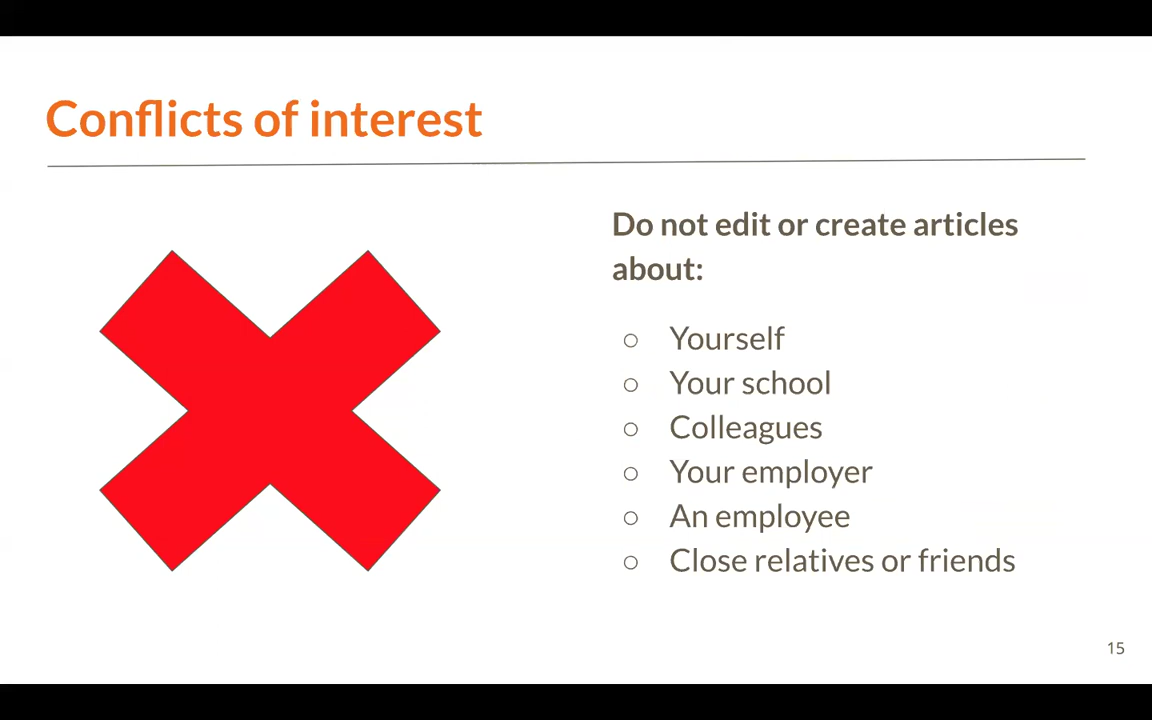 Conflicts of interest
Do not edit or create articles
about:
○ Yourself
○ Your school
○ Colleagues
○ Your employer
○ An employee
○ Close relatives or friends
15